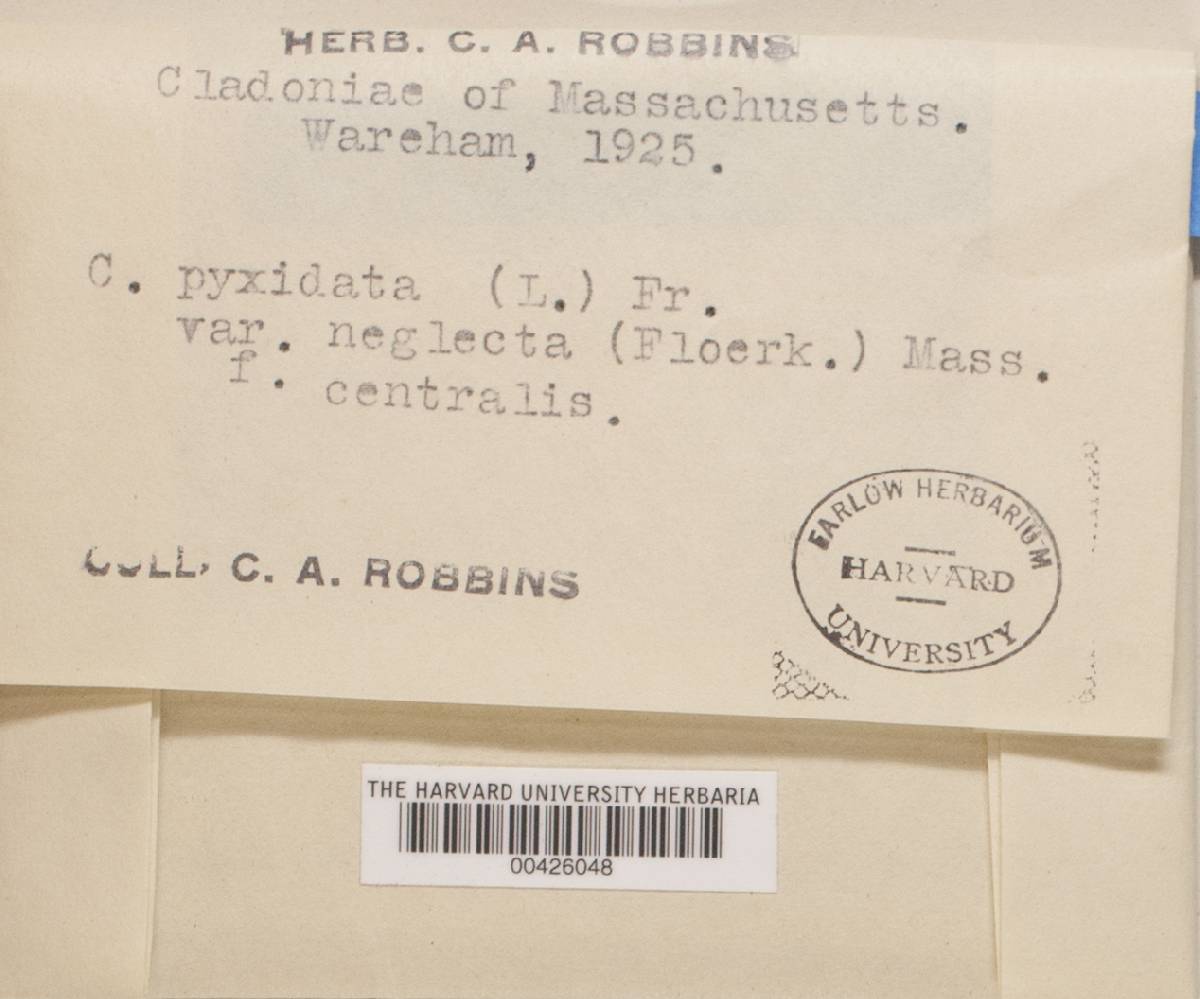 HERB. C. A. ROBBINS
Cladoniae of Massachusetts.
Wareham, 1925.
C. pyxidata (L.) Fr.
var. neglecta (Floerk.) Mass.
f. centralis.
COLL. C. A. ROBBINS
FARLOW HERBARIUM
HARVARD
UNIVERSITY
THE HARVARD UNIVERSITY HERBARIA
00426048